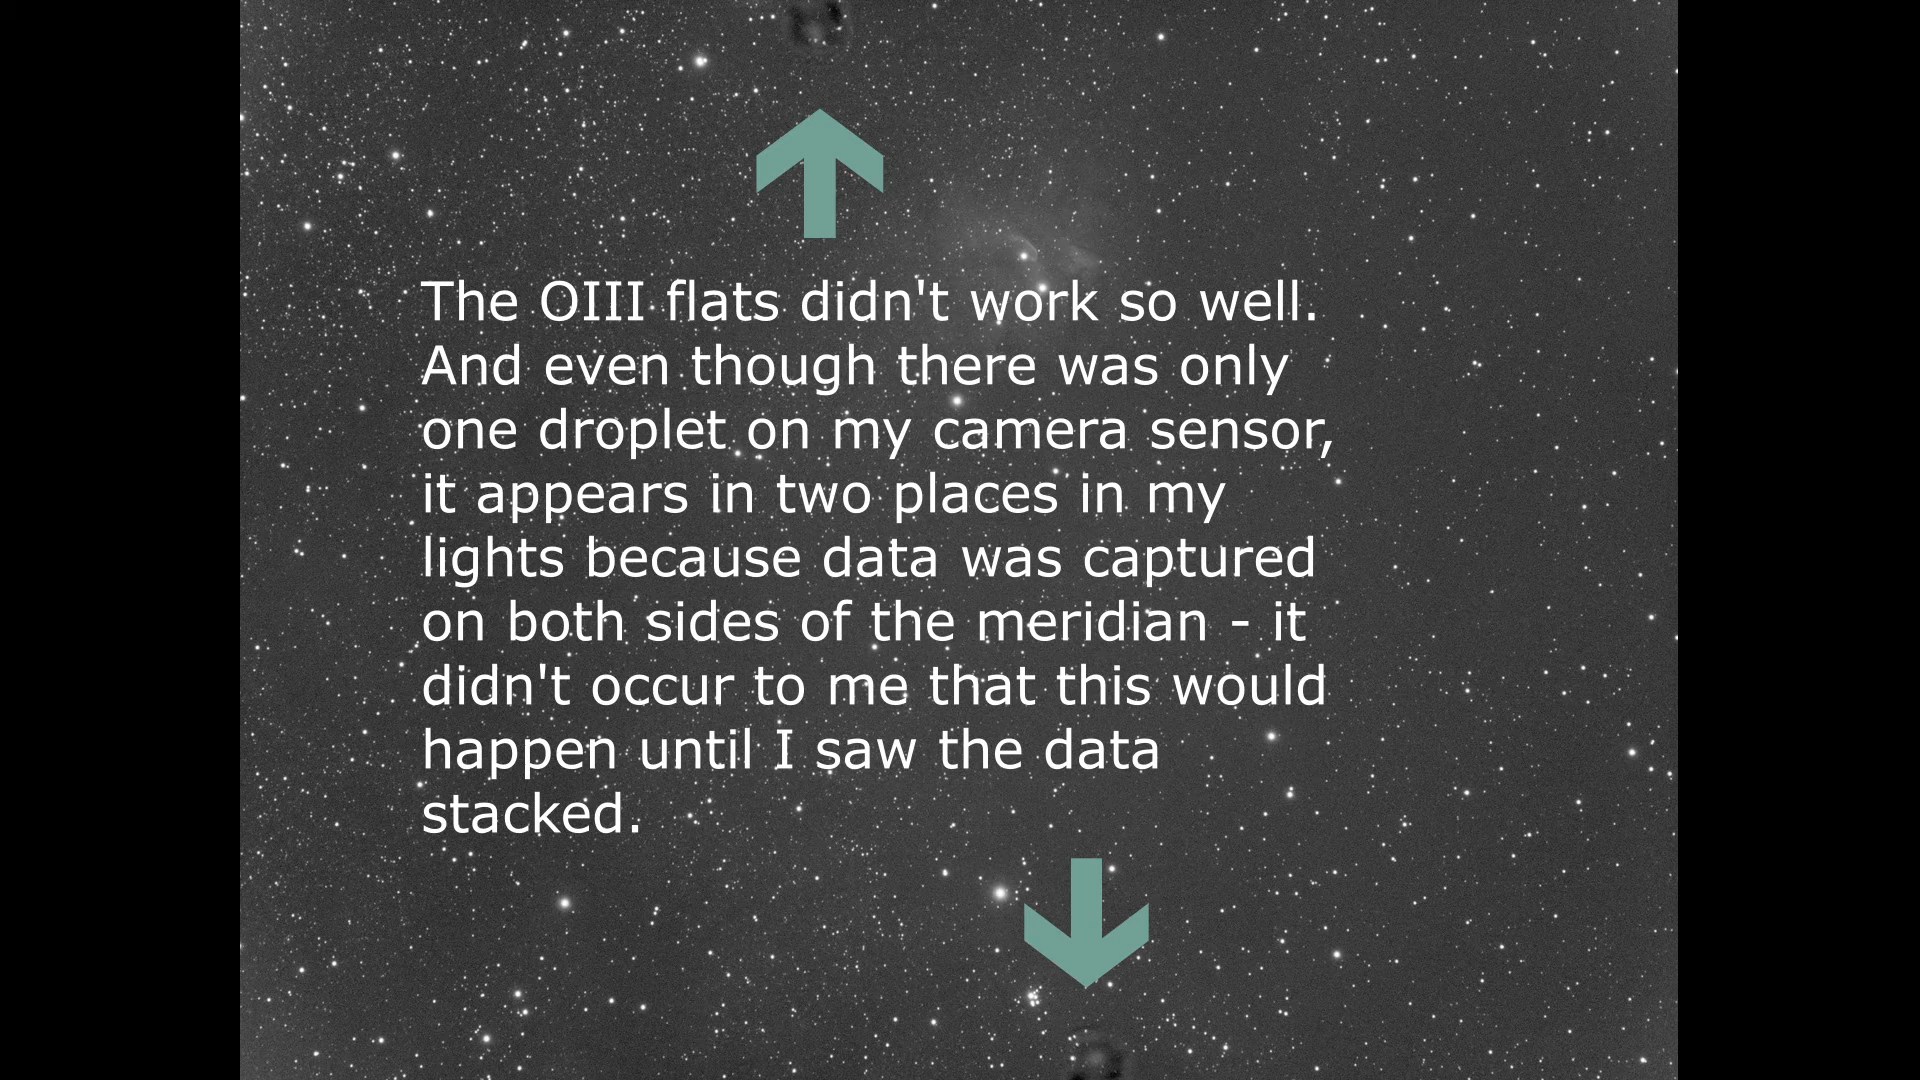 The OIII flats didn't work so well.
And even though there was only
one droplet on my camera sensor,
it appears in two places in my
lights because data was captured
on both sides of the meridian - it
didn't occur to me that this would
happen until I saw the data
stacked.